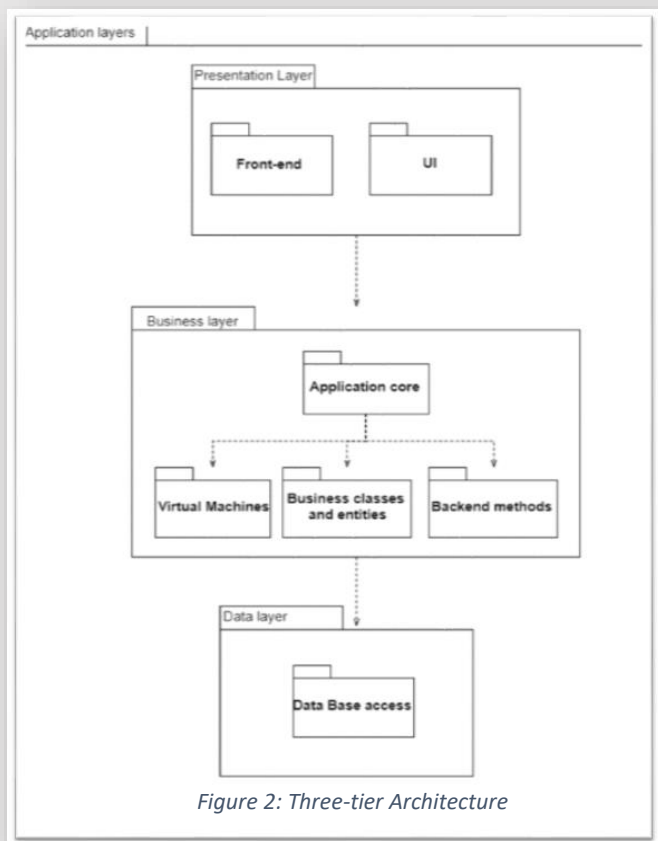 Application layers
Presentation Layer
Front-end
UI
Business layer
Application core
Virtual Machines
Business classes
and entities
Backend methods
Data layer
Data Base access
Figure 2: Three-tier Architecture